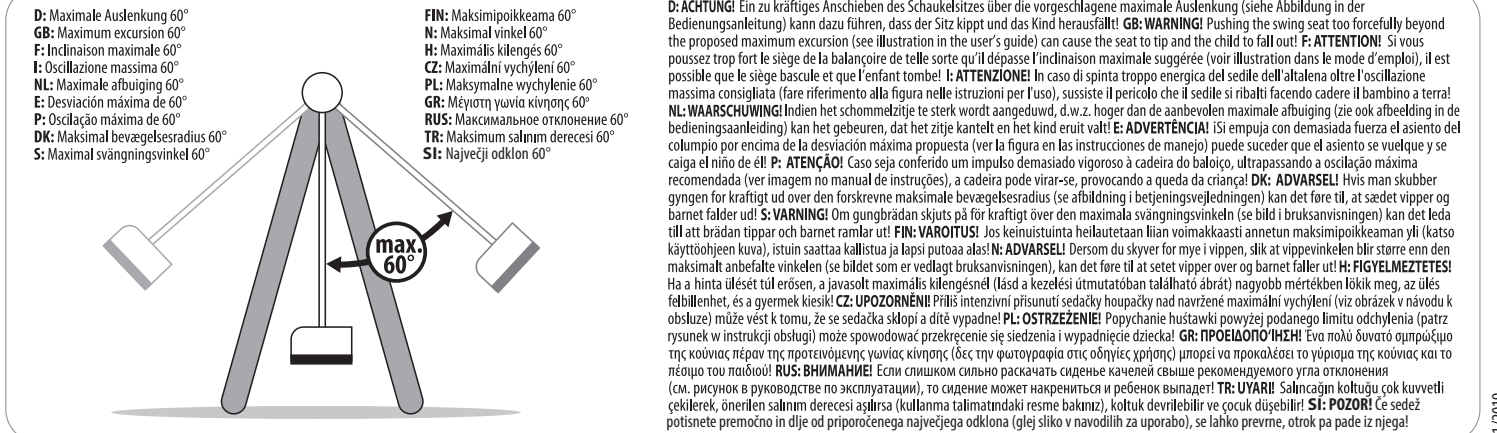 D: Maximale Auslenkung 60°
GB: Maximum excursion 60°
F: Inclinaison maximale 60°
I: Oscillazione massima 60°
NL: Maximale afbuiging 60°
E: Desviación máxima de 60°
P: Oscilação máxima de 60°
DK: Maksimal bevægelsesradius 60°
S: Maximal svängningsvinkel 60°
FIN: Maksimipoikkeama 60°
N: Maksimal vinkel 60°
H: Maximális kilengés 60°
CZ: Maximální vychýlení 60°
PL: Maksymalne wychylenie 60°
GR: Μέγιστη γωνία κίνησης 60°
RUS: Максимальное отклонение 60°
TR: Maksimum salınım derecesi 60°
SI: Največji odklon 60°
max.
60°
D: ACHTUNG! Ein zu kräftiges Anschieben des Schaukelsitzes über die vorgeschlagene maximale Auslenkung (siehe Abbildung in der
Bedienungsanleitung) kann dazu führen, dass der Sitz kippt und das Kind herausfällt! GB: WARNING! Pushing the swing seat too forcefully beyond
the proposed maximum excursion (see illustration in the user's guide) can cause the seat to tip and the child to fall out! F: ATTENTION! Si vous
poussez trop fort le siège de la balançoire de telle sorte qu'il dépasse l'inclinaison maximale suggérée (voir illustration dans le mode d'emploi), il est
possible que le siège bascule et que l'enfant tombe! I: ATTENZIONE! In caso di spinta troppo energica del sedile dell'altalena oltre l'oscillazione
massima consigliata (fare riferimento alla figura nelle istruzioni per l'uso), sussiste il pericolo che il sedile si ribalti facendo cadere il bambino a terra!
NL: WAARSCHUWING! Indien het schommelzitje te sterk wordt aangeduwd, d.w.z. hoger dan de aanbevolen maximale afbuiging (zie ook afbeelding in de
bedieningsaanleiding) kan het gebeuren, dat het zitje kantelt en het kind eruit valt! E: ADVERTÊNCIA! ¡Si empuja con demasiada fuerza el asiento del
columpio por encima de la desviación máxima propuesta (ver la figura en las instrucciones de manejo) puede suceder que el asiento se vuelque y se
caiga el niño de él! P: ATENÇÃO! Caso seja conferido um impulso demasiado vigoroso à cadeira do baloiço, ultrapassando a oscilação máxima
recomendada (ver imagem no manual de instruções), a cadeira pode virar-se, provocando a queda da criança! DK: ADVARSEL! Hvis man skubber
gyngen for kraftigt ud over den forskrevne maksimale bevægelsesradius (se afbildning i betjeningsvejledningen) kan det føre til, at sædet vipper og
barnet falder ud! S: VARNING! Om gungbrädan skjuts på för kraftigt över den maximala svängningsvinkeln (se bild i bruksanvisningen) kan det leda
till att brädan tippar och barnet ramlar ut! FIN: VAROITUS! Jos keinuistuinta heilautetaan liian voimakkaasti annetun maksimipoikkeaman yli (katso
käyttöohjeen kuva), istuin saattaa kallistua ja lapsi putoaa alas! N: ADVARSEL! Dersom du skyver for mye i vippen, slik at vippevinkelen blir større enn den
maksimalt anbefalte vinkelen (se bildet som er vedlagt bruksanvisningen), kan det føre til at setet vipper over og barnet faller ut! H: FIGYELMEZTETES!
Ha a hinta ülését túl erősen, a javasolt maximális kilengésnél (lásd a kezelési útmutatóban található ábrát) nagyobb mértékben lökik meg, az ülés
felbillenhet, és a gyermek kiesik! CZ: UPOZORNĚNI! Příliš intenzivní přisunutí sedačky houpačky nad navržené maximální vychýlení (viz obrázek v návodu k
obsluze) může vést k tomu, že se sedačka sklopí a dítě vypadne! PL: OSTRZEŻENIE! Popychanie huśtawki powyżej podanego limitu odchylenia (patrz
rysunek w instrukcji obsługi) może spowodować przekręcenie się siedzenia i wypadnięcie dziecka! GR: ΠΡΟΕΙΔΟΠΟ'ΙΗΣΗ! Ένα πολύ δυνατό σμπρώξιμο
της κούνιας πέραν της προτεινόμενης γωνίας κίνησης (δες την φωτογραφία στις οδηγίες χρήσης) μπορεί να προκαλέσει το γύρισμα της κούνιας και το
πέσιμο του παιδιού! RUS: ВНИМАНИЕ! Если слишком сильно раскачать сиденье качелей свыше рекомендуемого угла отклонения
(см. рисунок в руководстве по эксплуатации), то сидение может накрениться и ребенок выпадет! TR: UYARI! Salıncağın koltuğu çok kuvvetli
çekilerek, önerilen salınım derecesi aşılırsa (kullanma talimatındaki resme bakınız), koltuk devrilebilir ve çocuk düşebilir! SI: POZOR! Če sedež
potisnete premočno in dlje od priporočenega največjega odklona (glej sliko v navodilih za uporabo), se lahko prevrne, otrok pa pade iz njega!